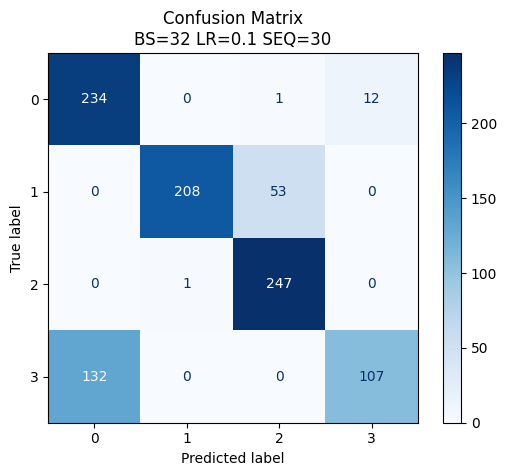 Confusion Matrix
BS=32 LR=0.1 SEQ=30
0 234 0 1 12
1 0 208 53 0
2 0 1 247 0
3 132 0 0 107
0 1 2 3
Predicted label
True label
200
150
100
50
0